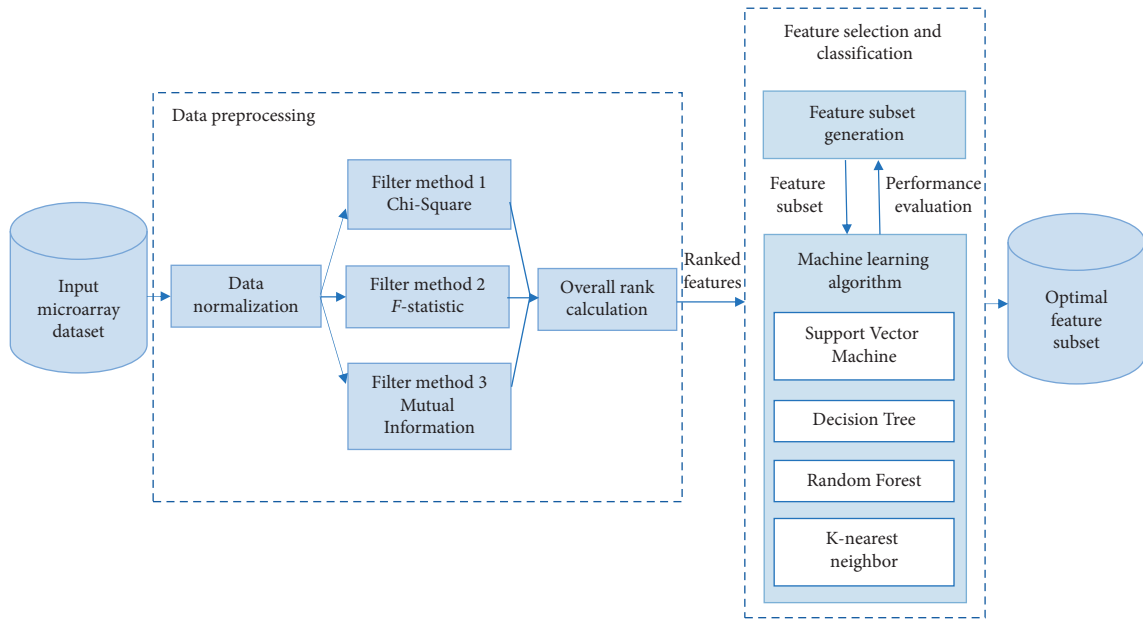 Feature selection and
classification
Data preprocessing
Feature subset
generation
Filter method 1
Chi-Square
Feature
subset
Performance
evaluation
Input
microarray
dataset
Data
normalization
Filter method 2
F-statistic
Overall rank
calculation
Ranked
features
Machine learning
algorithm
Optimal
feature
subset
Support Vector
Machine
Filter method 3
Mutual
Information
Decision Tree
Random Forest
K-nearest
neighbor